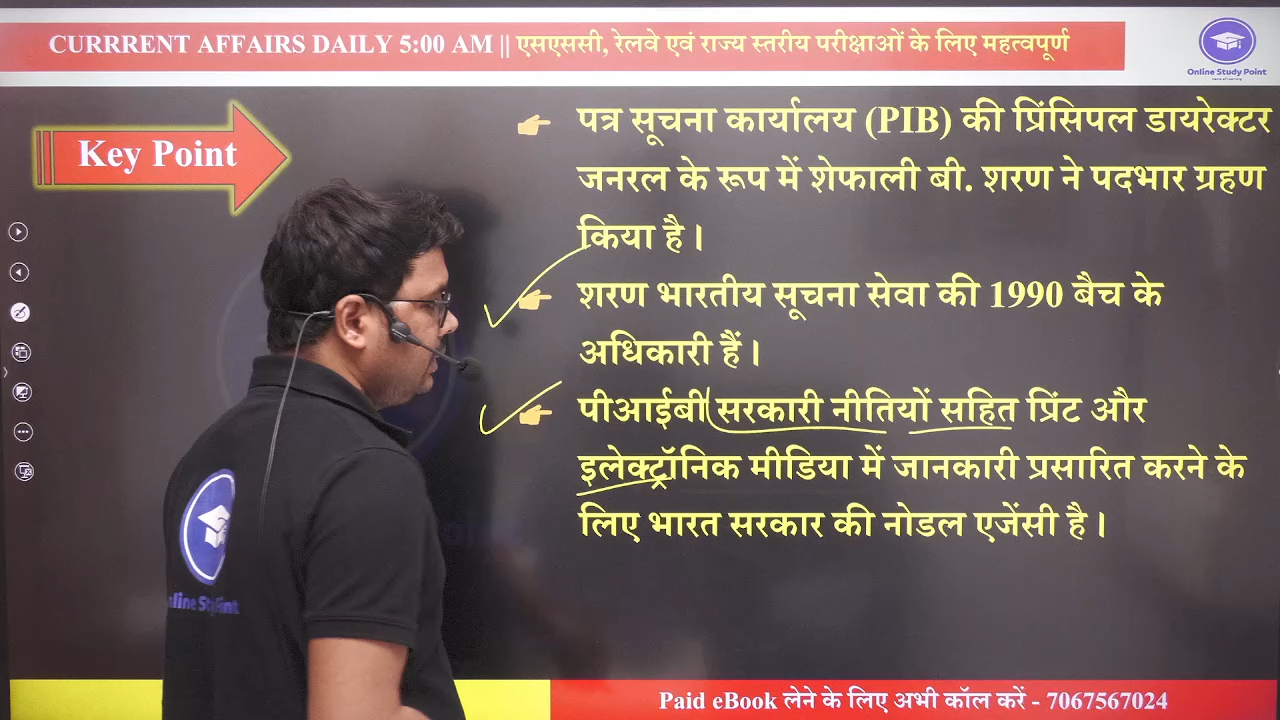 CURRRENT AFFAIRS DAILY 5:00 AM || एसएससी, रेलवे एवं राज्य स्तरीय परीक्षाओं के लिए महत्वपूर्ण
Online Study Point
Key Point
पत्र सूचना कार्यालय (PIB) की प्रिंसिपल डायरेक्टर
जनरल के रूप में शेफाली बी. शरण ने पदभार ग्रहण
किया है।
शरण भारतीय सूचना सेवा की 1990 बैच के
अधिकारी हैं।
पीआईबी सरकारी नीतियों सहित प्रिंट और
इलेक्ट्रॉनिक मीडिया में जानकारी प्रसारित करने के
लिए भारत सरकार की नोडल एजेंसी है।
Paid eBook लेने के लिए अभी कॉल करें - 7067567024